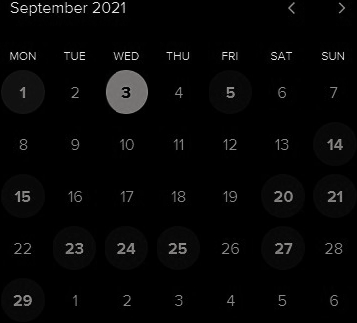 September 2021
MON TUE WED THU FRI SAT SUN
1 2 3 4 5 6 7
8 9 10 11 12 13 14
15 16 17 18 19 20 21
22 23 24 25 26 27 28
29 1 2 3 4 5 6